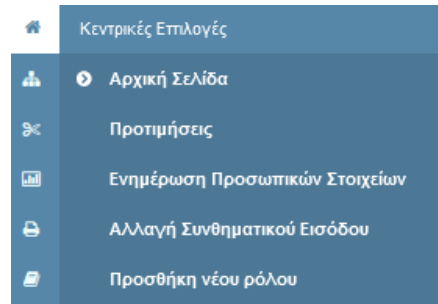 Κεντρικές Επιλογές
Αρχική Σελίδα
Προτιμήσεις
Ενημέρωση Προσωπικών Στοιχείων
Αλλαγή Συνθηματικού Εισόδου
Προσθήκη νέου ρόλου